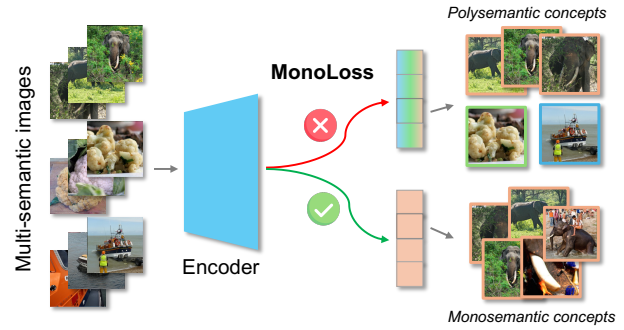 Polysemantic concepts
MonoLoss
Multi-semantic images
Encoder
Monosemantic concepts